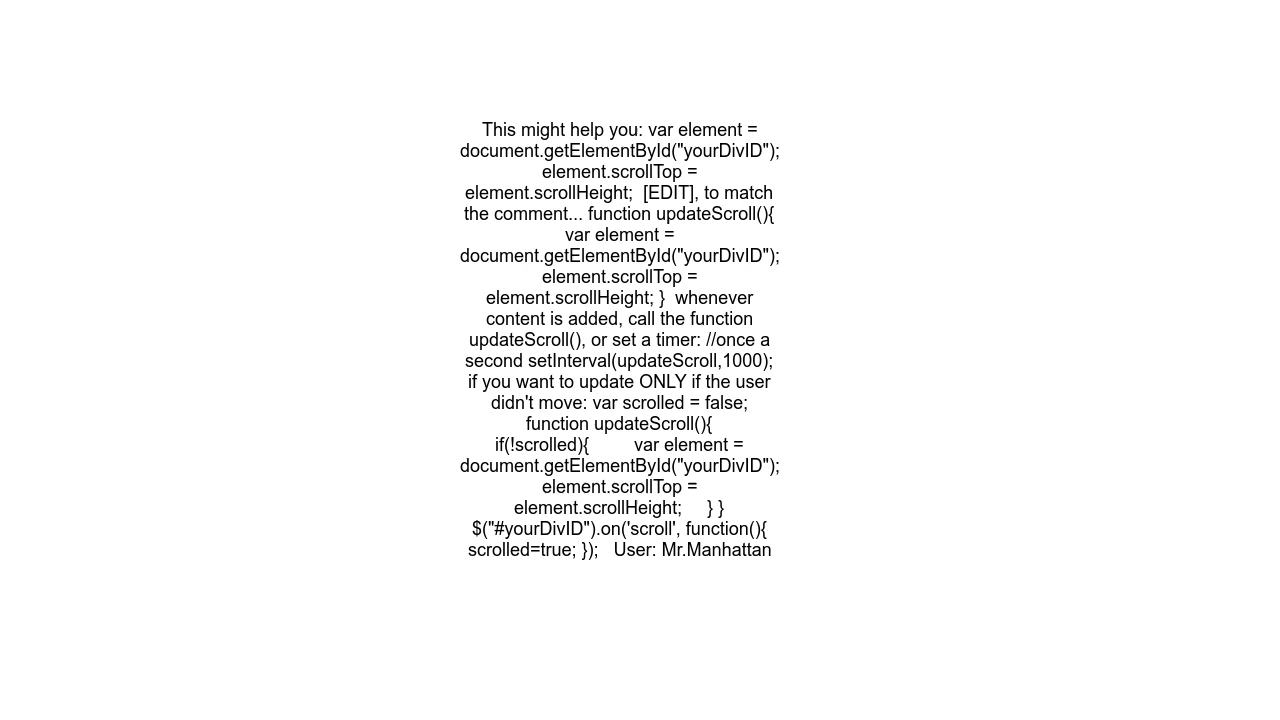 This might help you: var element =
document.getElementById("yourDivID");
element.scrollTop =
element.scrollHeight;  [EDIT], to match
the comment... function updateScroll(){
var element =
document.getElementById("yourDivID");
element.scrollTop =
element.scrollHeight; }  whenever
content is added, call the function
updateScroll(), or set a timer: //once a
second setInterval(updateScroll,1000);
if you want to update ONLY if the user
didn't move: var scrolled = false;
function updateScroll(){
if(!scrolled){         var element =
document.getElementById("yourDivID");
element.scrollTop =
element.scrollHeight;     } }
$("#yourDivID").on('scroll', function(){
scrolled=true; });   User: Mr.Manhattan